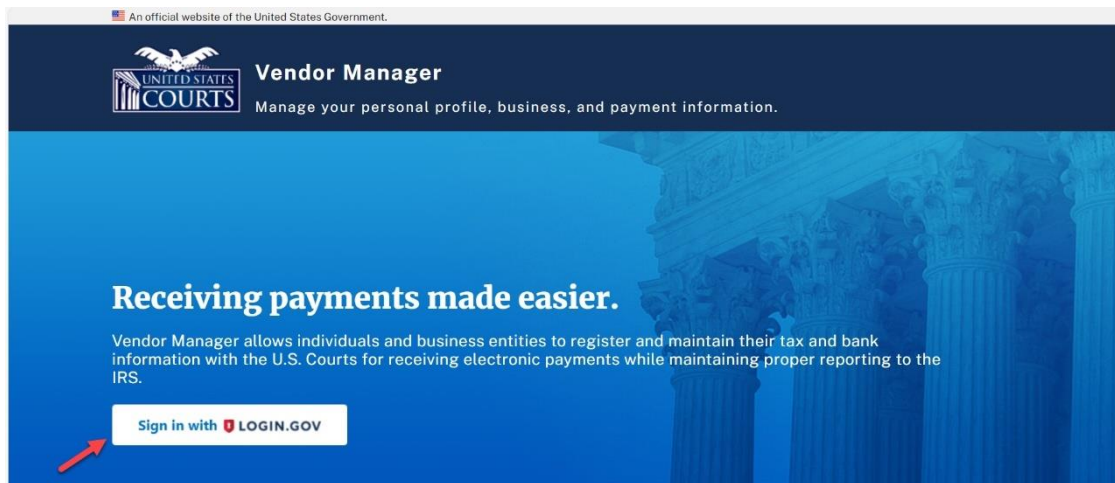 An official website of the United States Government.
UNITED STATES
COURTS
Vendor Manager
Manage your personal profile, business, and payment information.
Receiving payments made easier.
Vendor Manager allows individuals and business entities to register and maintain their tax and bank
information with the U.S. Courts for receiving electronic payments while maintaining proper reporting to the
IRS.
Sign in with LOGIN.GOV